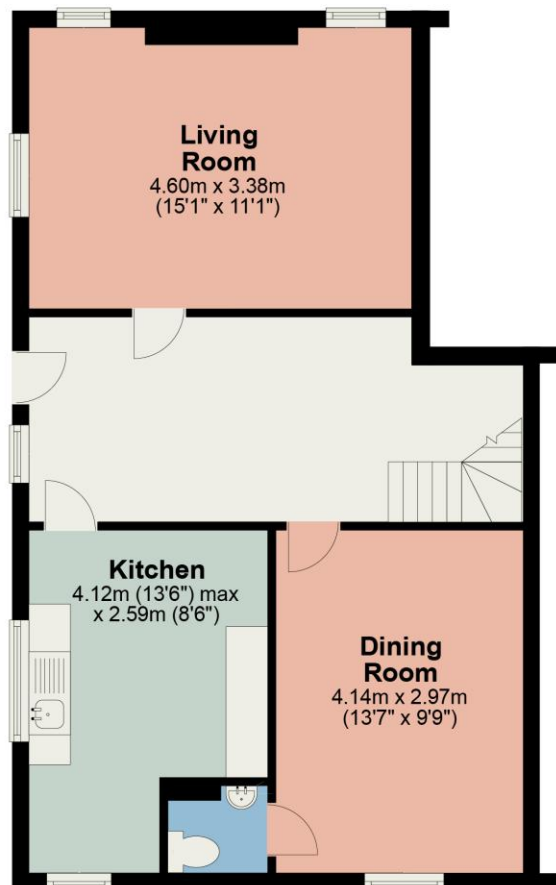 Living
Room
4.60m x 3.38m
(15'1" x 11'1")
Kitchen
4.12m (13'6") max
x 2.59m (8'6")
Dining
Room
4.14m x 2.97m
(13'7" x 9'9")